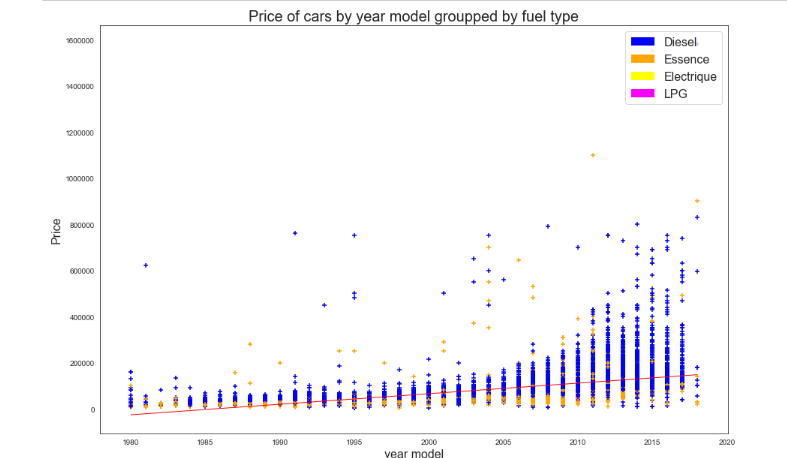 Price of cars by year model groupped by fuel type
Diesel
Essence
Electrique
LPG
1600000
1400000
1200000
1000000
800000
600000
400000
200000
0
Price
1980 1985 1990 1995 2000 2005 2010 2015 2020
year model